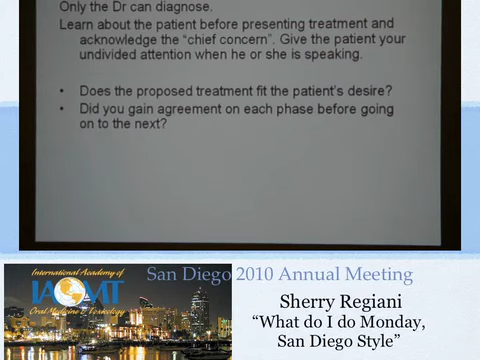 Only the Dr can diagnose.
Learn about the patient before presenting treatment and
acknowledge the “chief concern”. Give the patient your
undivided attention when he or she is speaking.
• Does the proposed treatment fit the patient’s desire?
• Did you gain agreement on each phase before going
on to the next?
International Academy of
IAOMT
Oral Medicine & Toxicology
San Diego 2010 Annual Meeting
Sherry Regiani
“What do I do Monday,
San Diego Style”